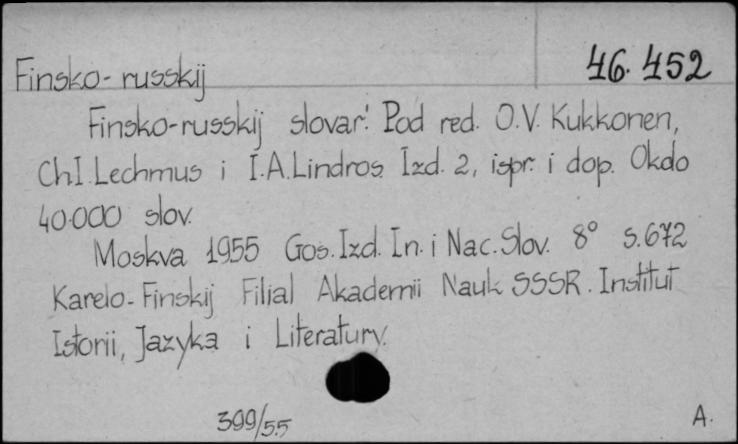 46.452
Finsko-russkij
Finsko-russkij slovar'. Pod red. O.V. Kukkonen,
Ch.I. Lechmus i I.A. Lindros. Izd. 2, ispr. i dop. Okdo
40.000 slov.
Moskva 1955 Gos. Izd. In. i Nac. Slov. 8° s. 672
Karelo-Finskij Filial Akademii Nauk SSSR. Institut
Istorii, Jazyka i Literatury.
399/55
A.